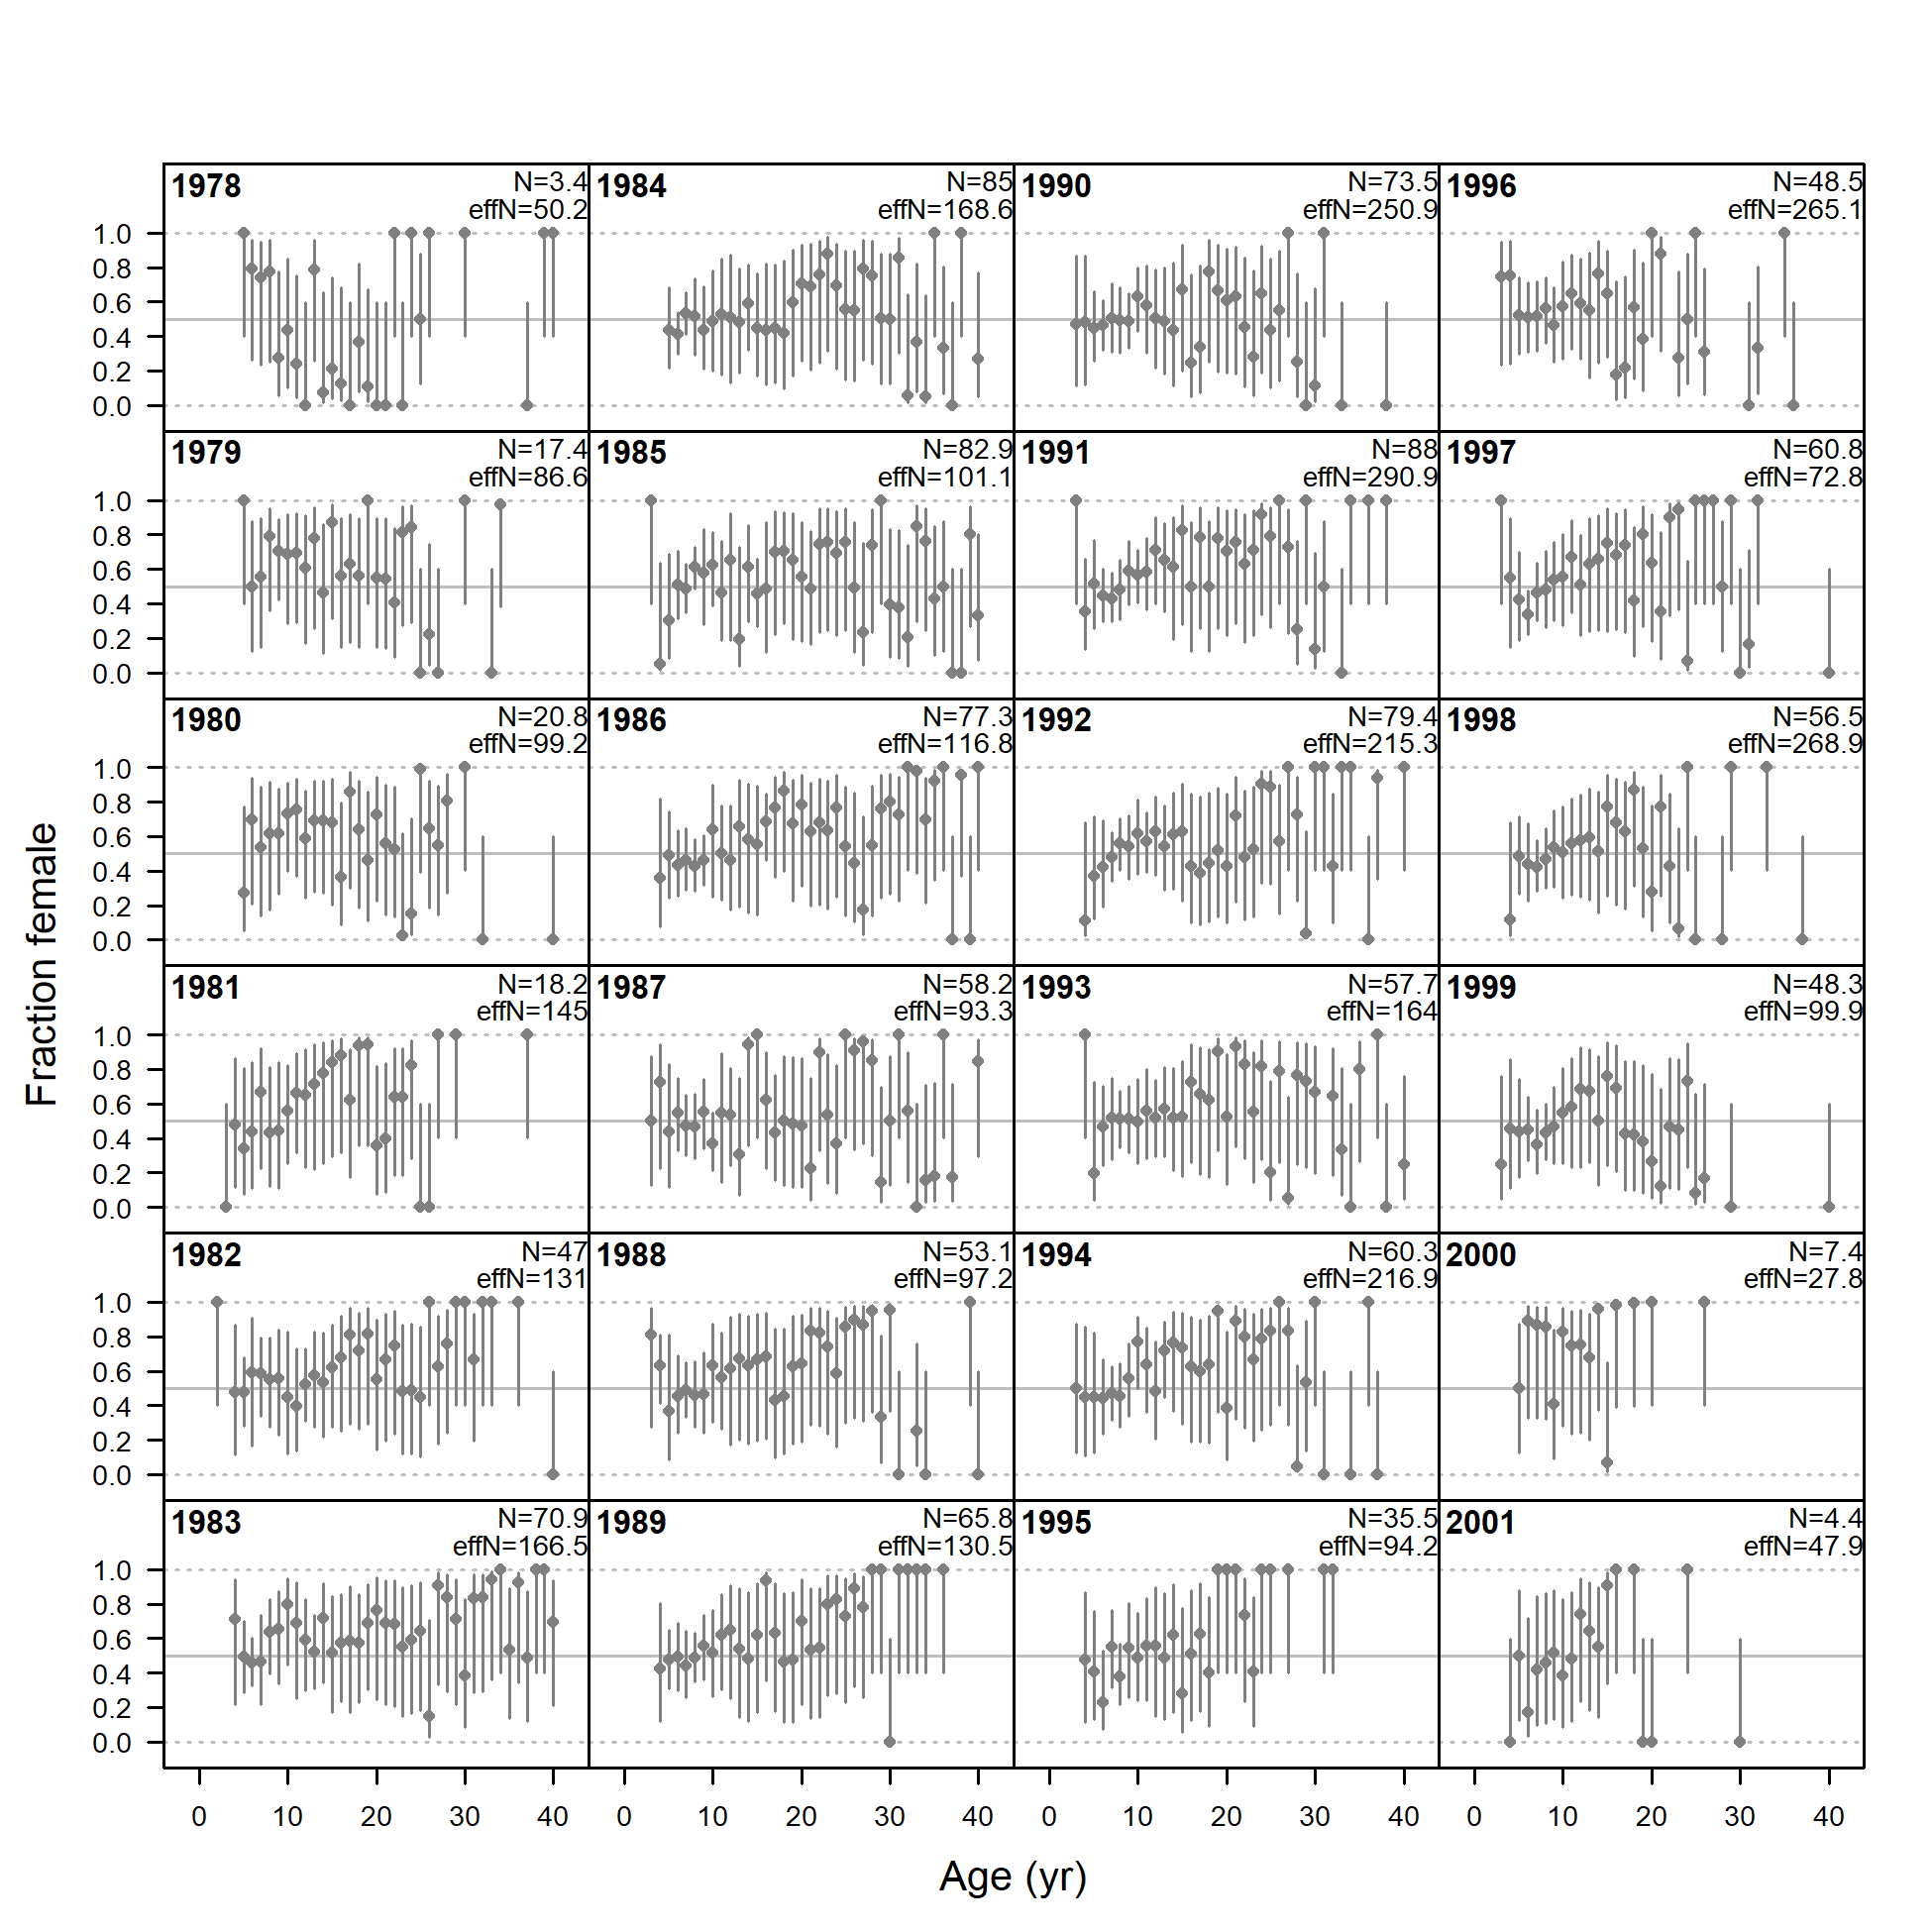 1978 N=3.4 1984 N=85 1990 N=73.5 1996 N=48.5
effN=50.2 effN=168.6 effN=250.9 effN=265.1
1.0
0.8
0.6
0.4
0.2
0.0
1979 N=17.4 1985 N=82.9 1991 N=88 1997 N=60.8
effN=86.6 effN=101.1 effN=290.9 effN=72.8
1.0
0.8
0.6
0.4
0.2
0.0
1980 N=20.8 1986 N=77.3 1992 N=79.4 1998 N=56.5
effN=99.2 effN=116.8 effN=215.3 effN=268.9
1.0
0.8
0.6
0.4
0.2
0.0
Fraction female
1981 N=18.2 1987 N=58.2 1993 N=57.7 1999 N=48.3
effN=145 effN=93.3 effN=164 effN=99.9
1.0
0.8
0.6
0.4
0.2
0.0
1982 N=47 1988 N=53.1 1994 N=60.3 2000 N=7.4
effN=131 effN=97.2 effN=216.9 effN=27.8
1.0
0.8
0.6
0.4
0.2
0.0
1983 N=70.9 1989 N=65.8 1995 N=35.5 2001 N=4.4
effN=166.5 effN=130.5 effN=94.2 effN=47.9
1.0
0.8
0.6
0.4
0.2
0.0
0 10 20 30 40 0 10 20 30 40 0 10 20 30 40 0 10 20 30 40
Age (yr)